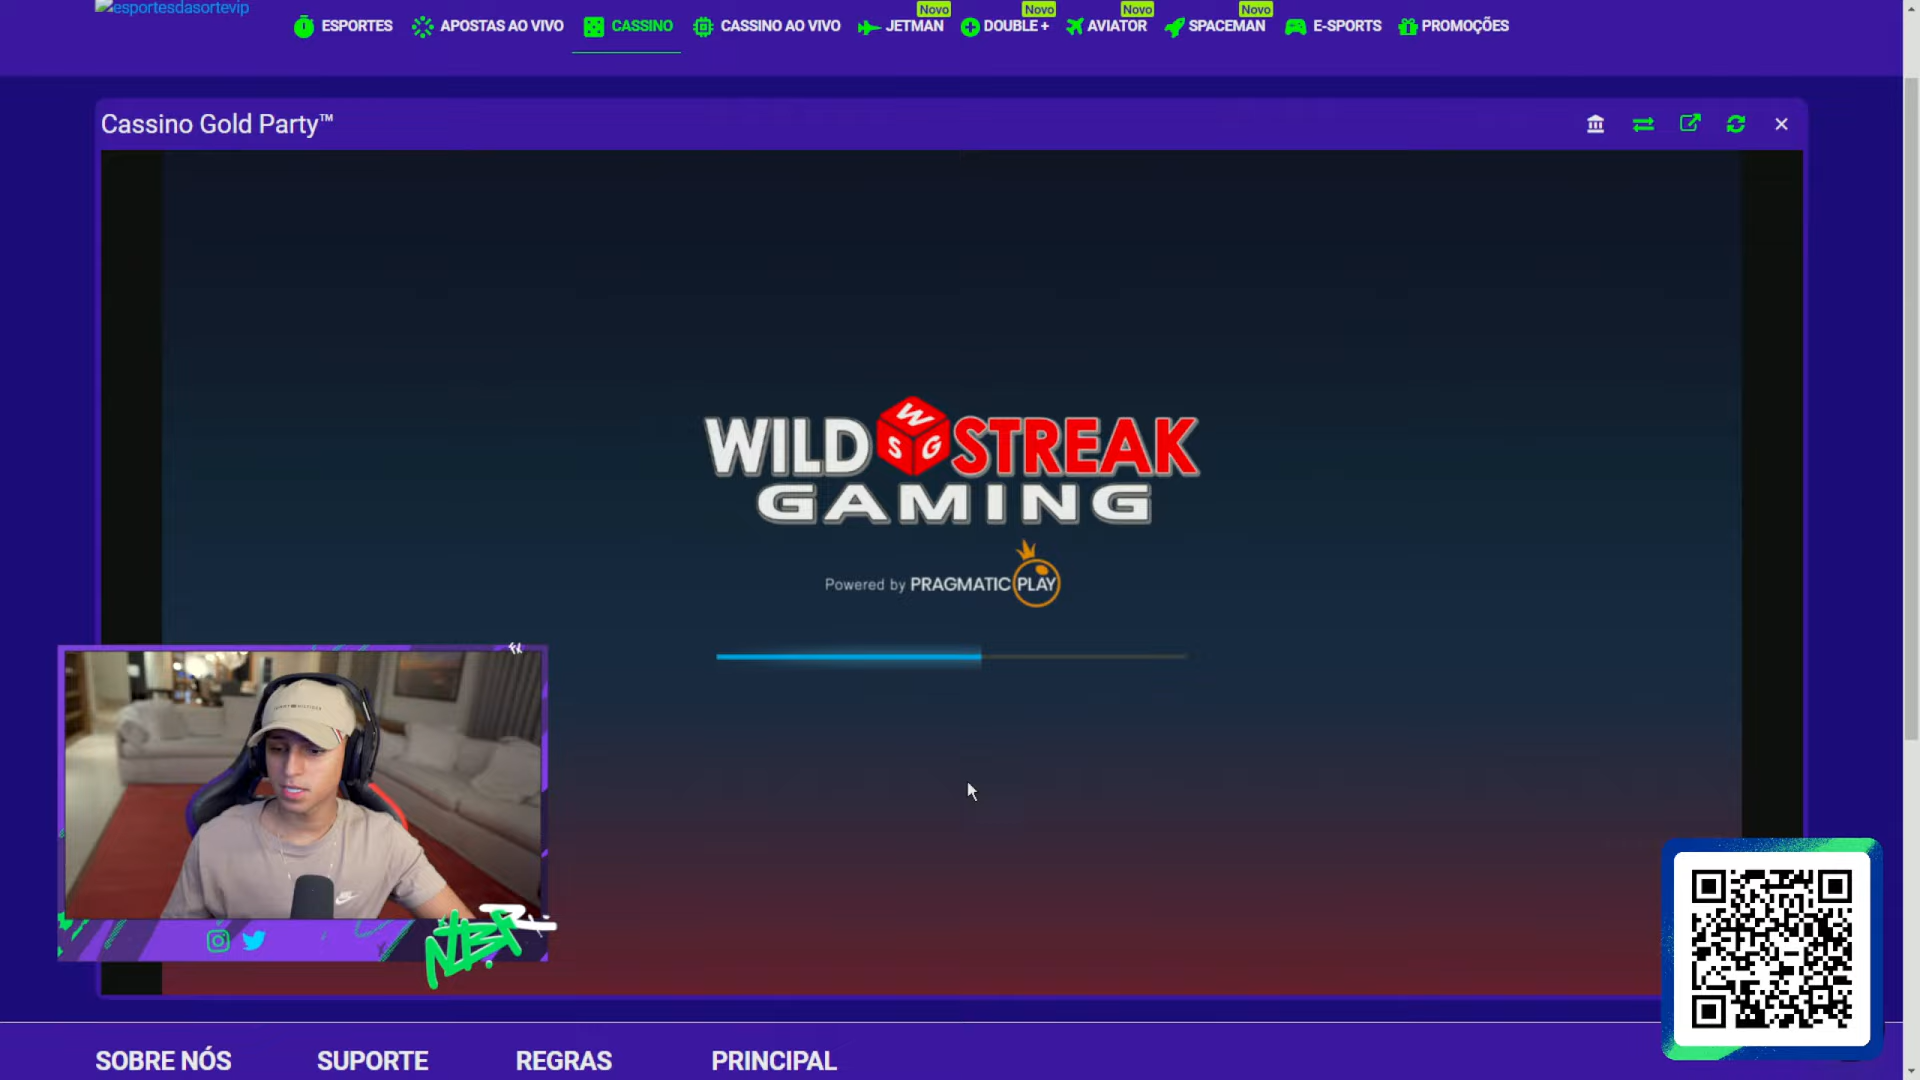 esportesdasortevip
ESPORTES
APOSTAS AO VIVO
CASSINO
CASSINO AO VIVO
Novo
JETMAN
Novo
DOUBLE +
Novo
AVIATOR
Novo
SPACEMAN
E-SPORTS
PROMOÇÕES
Cassino Gold Party™
WILD WSG STREAK
GAMING
Powered by PRAGMATIC PLAY
SOBRE NÓS
SUPORTE
REGRAS
PRINCIPAL